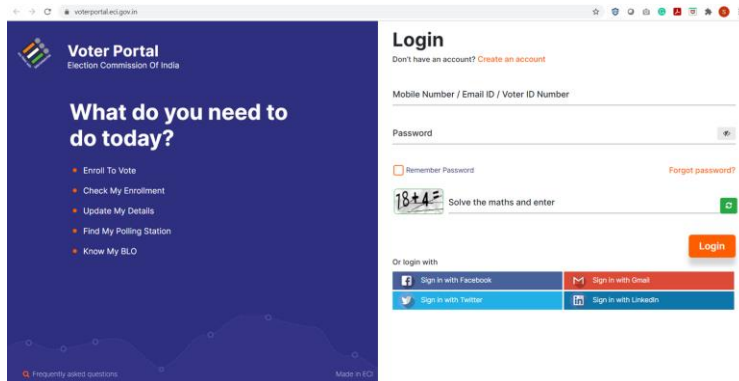 voterportal.eci.gov.in
Voter Portal
Election Commission Of India
What do you need to
do today?
Enroll To Vote
Check My Enrollment
Update My Details
Find My Polling Station
Know My BLO
Frequently asked questions
Made in ECI
Login
Don't have an account? Create an account
Mobile Number / Email ID / Voter ID Number
Password
Remember Password
Forgot password?
18+4=
Solve the maths and enter
Login
Or login with
Sign in with Facebook
Sign in with Gmail
Sign in with Twitter
Sign in with LinkedIn